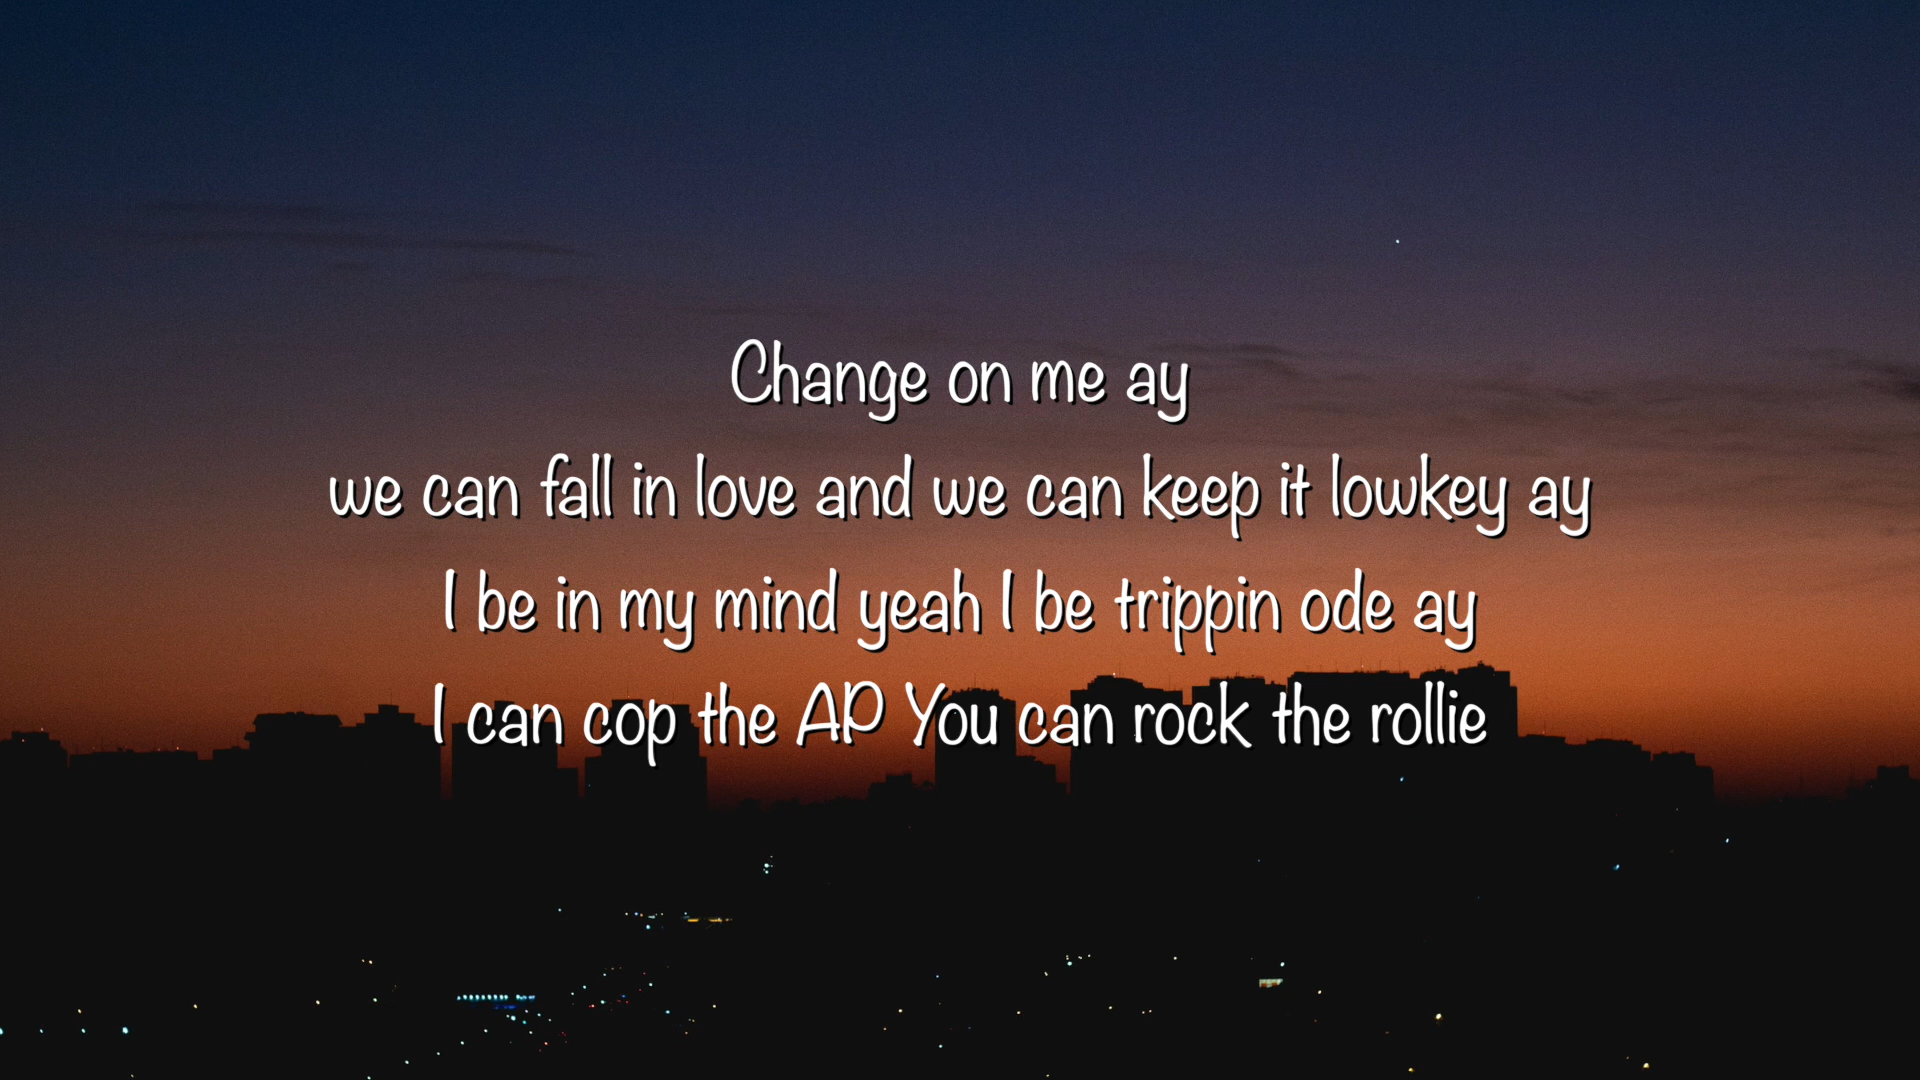 Change on me ay
we can fall in love and we can keep it lowkey ay
I be in my mind yeah I be trippin ode ay
I can cop the AP You can rock the rollie